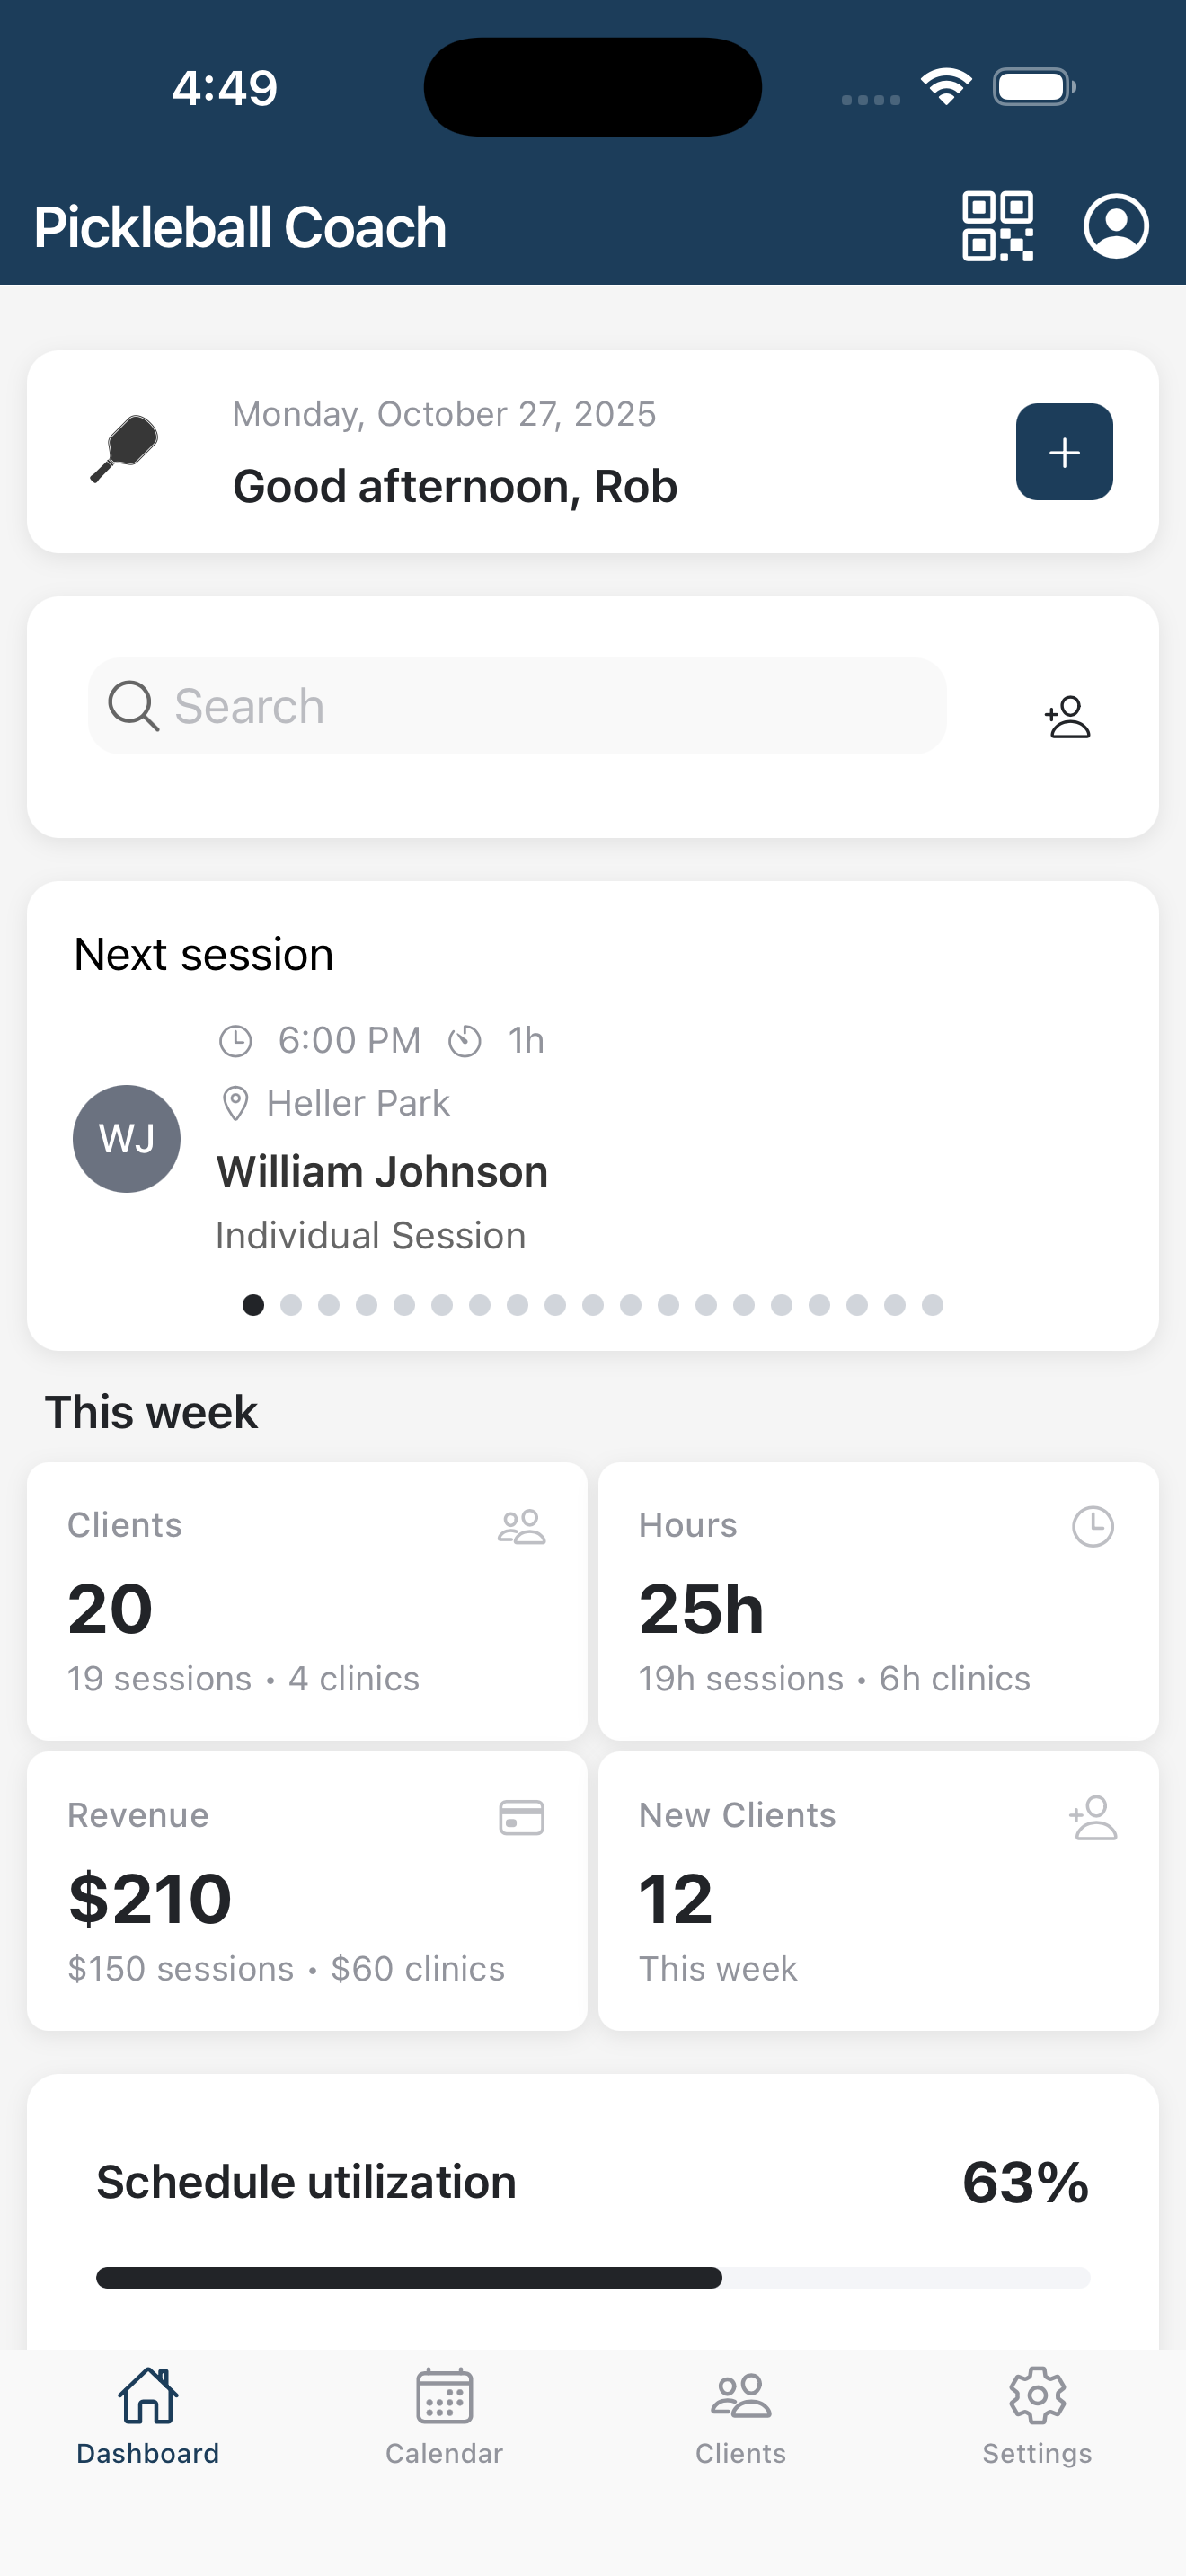 4:49
Pickleball Coach
Monday, October 27, 2025
Good afternoon, Rob
Search
Next session
6:00 PM 1h
Heller Park
WJ
William Johnson
Individual Session
This week
Clients
20
19 sessions • 4 clinics
Hours
25h
19h sessions • 6h clinics
Revenue
$210
$150 sessions • $60 clinics
New Clients
12
This week
Schedule utilization 63%
Dashboard Calendar Clients Settings